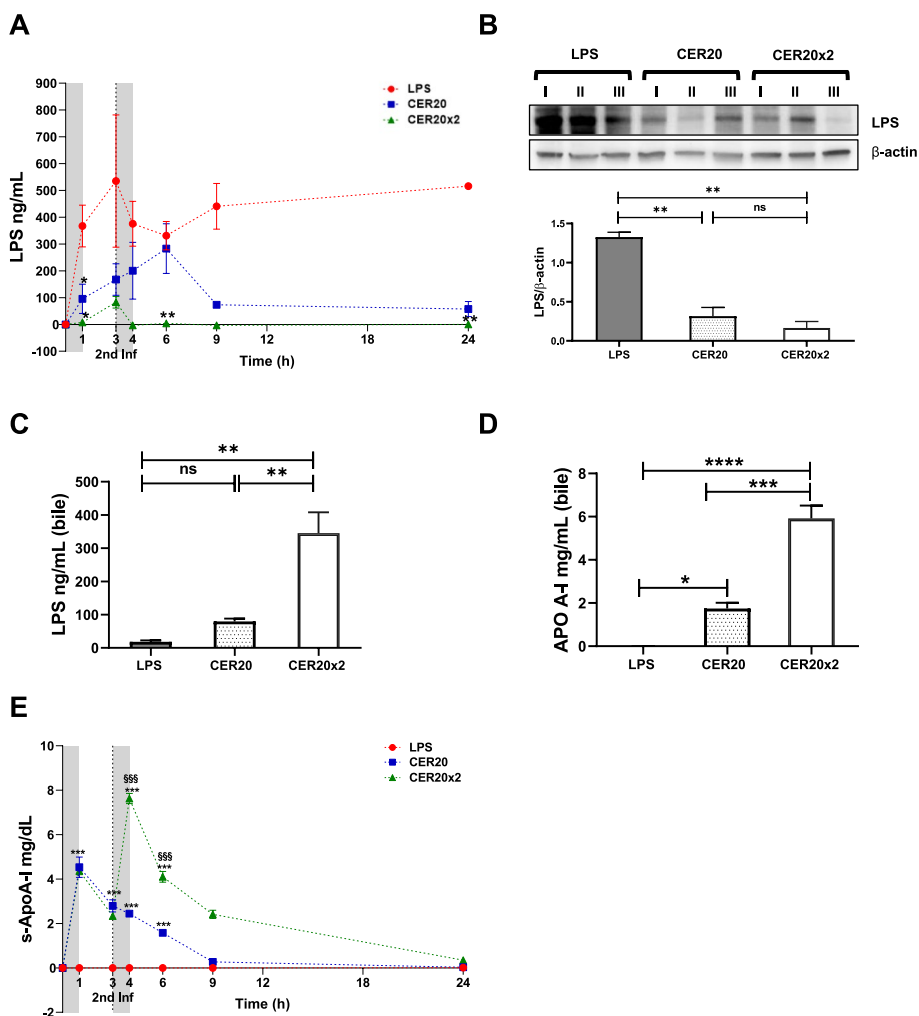 A
LPS ng/mL
900
800
700
600
500
400
300
200
100
0
-100
LPS
CER20
CER20x2
*
*
**
**
1
3
4
6
9
12
18
24
2nd Inf
Time (h)
B
LPS
CER20
CER20x2
I II III I II III I II III
LPS
β-actin
**
**
ns
LPS/β-actin
1.5
1.0
0.5
0.0
LPS
CER20
CER20x2
C
**
ns
**
LPS ng/mL (bile)
500
400
300
200
100
0
LPS
CER20
CER20x2
D
****
***
*
APO A-I mg/mL (bile)
8
6
4
2
0
LPS
CER20
CER20x2
E
s-ApoA-I mg/dL
10
8
6
4
2
0
-2
LPS
CER20
CER20x2
§§§
***
§§§
***
***
***
***
***
1
3
4
6
9
12
18
24
2nd Inf
Time (h)